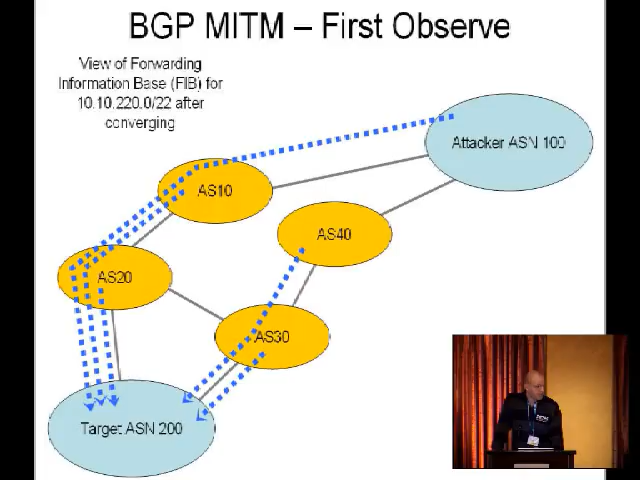 BGP MITM – First Observe
View of Forwarding
Information Base (FIB) for
10.10.220.0/22 after
converging
Attacker ASN 100
AS10
AS40
AS20
AS30
Target ASN 200